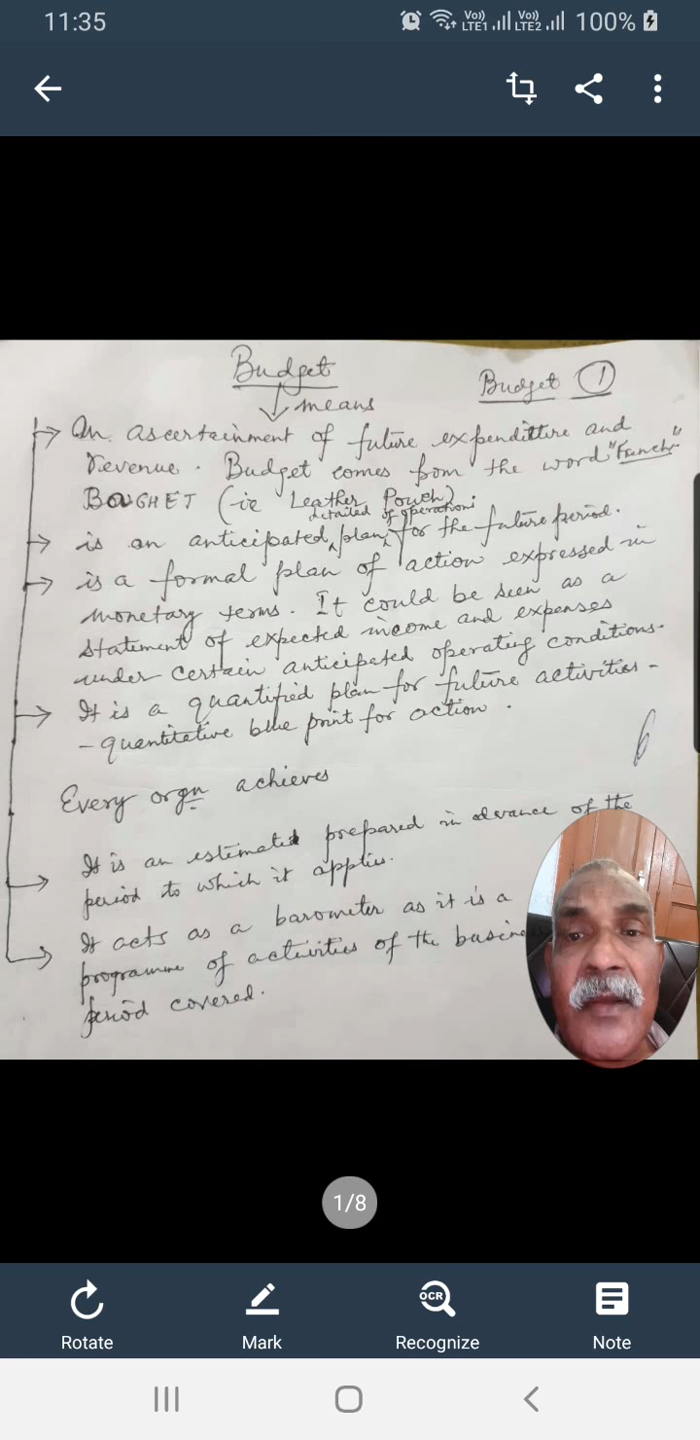 11:35 Vo) LTE1 Vo) LTE2 100%
Budget
Budget 1
means
An ascertainment of future expenditure and
revenue. Budget comes from the word "French"
BOUGHET (ie Leather Pouch)
detailed of operations
is an anticipated plan for the future period.
is a formal plan of action expressed in
monetary terms. It could be seen as a
statement of expected income and expenses
under certain anticipated operating conditions.
It is a quantified plan for future activities -
- quantitative blue print for action.
Every orgn achieves
It is an estimated prepared in advance of the
period to which it applies.
It acts as a barometer as it is a
programme of activities of the
period covered.
1/8
OCR
Rotate Mark Recognize Note